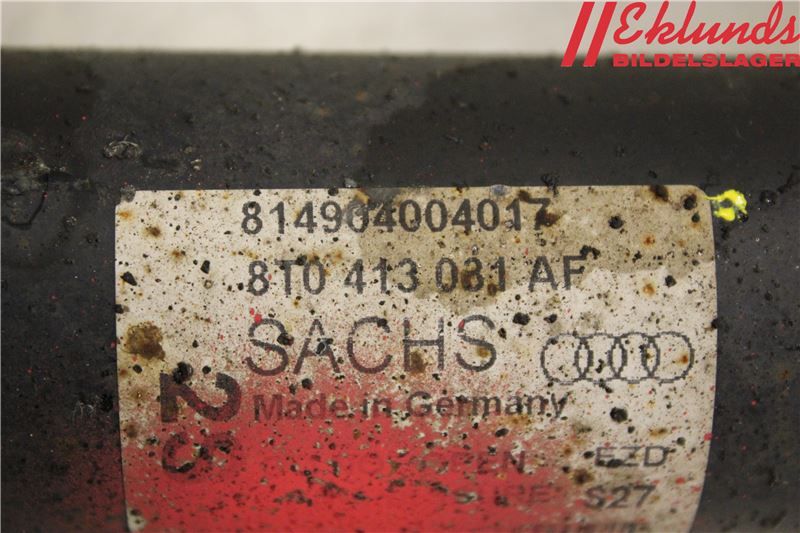 Eklunds
BILDELSLAGER
814904004017
8T0 413 031 AF
SACHS
Made in Germany
EZD
S27